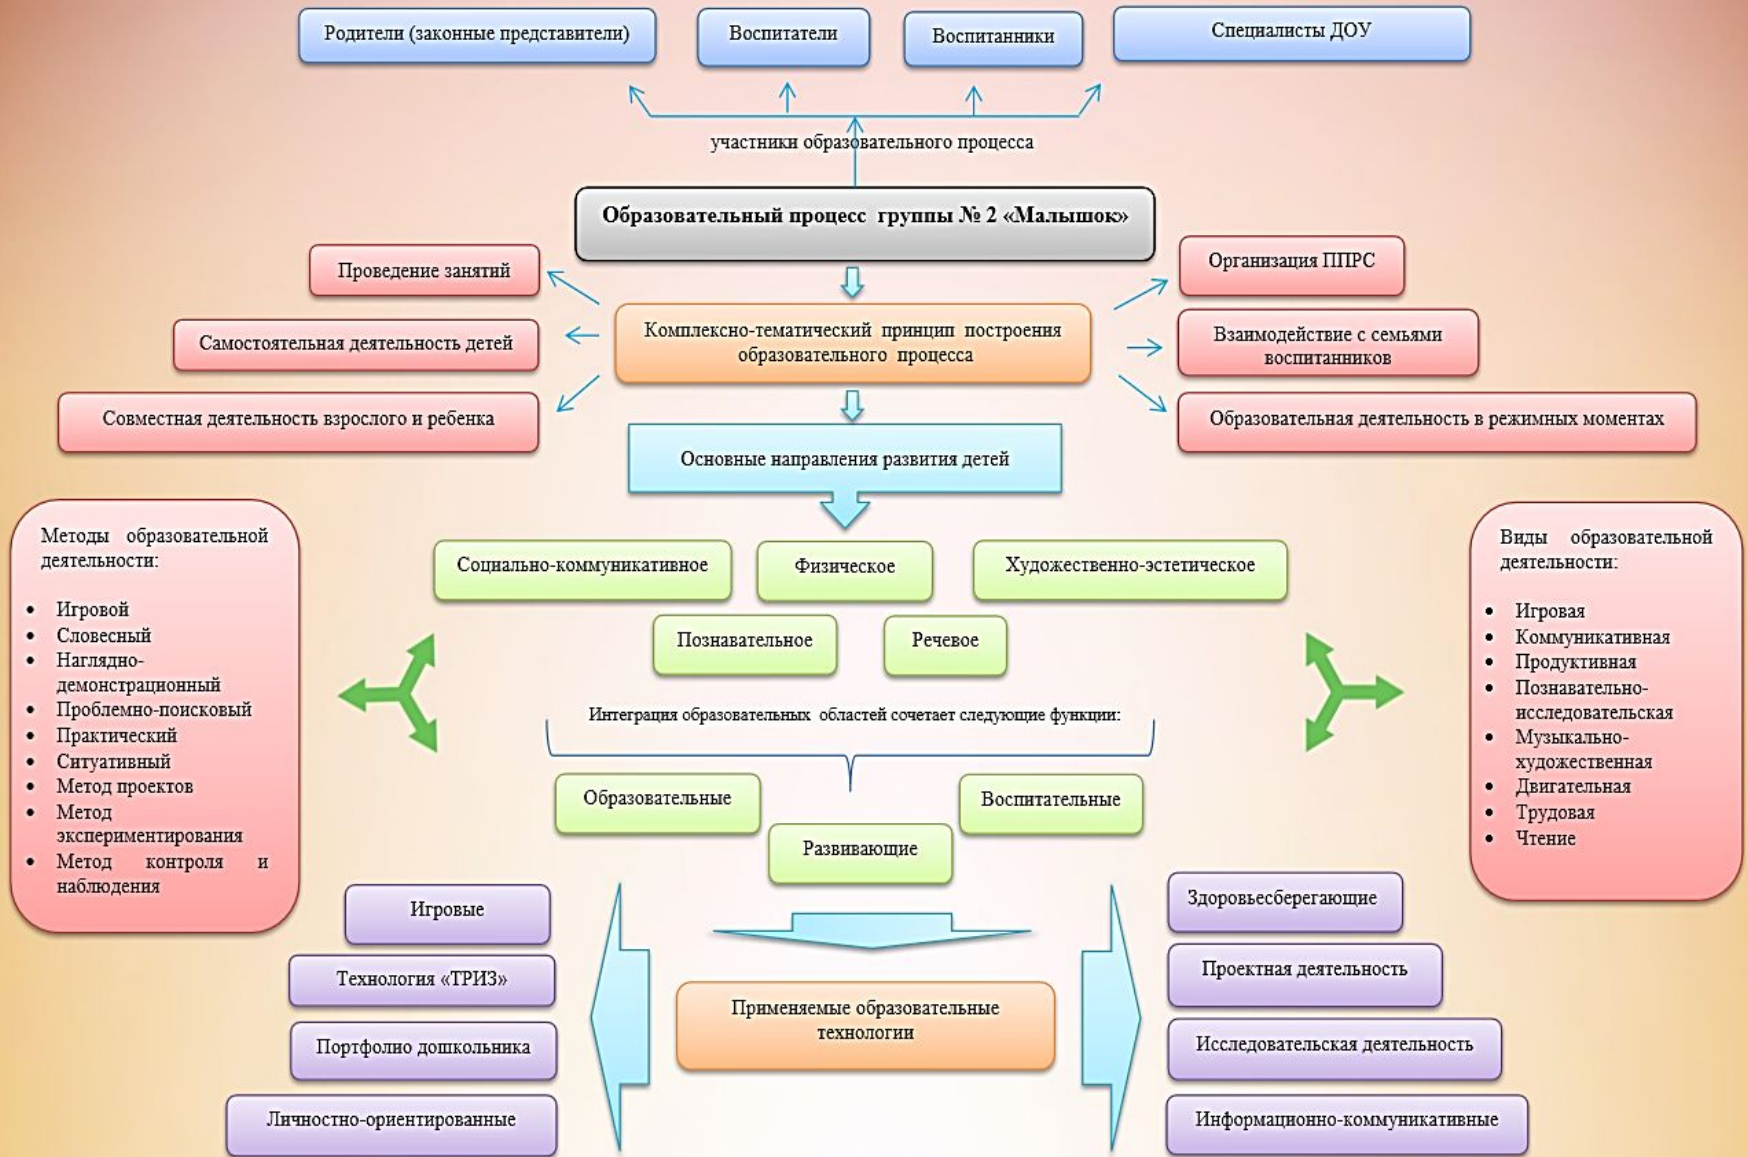 Родители (законные представители)
Воспитатели
Воспитанники
Специалисты ДОУ
участники образовательного процесса
Образовательный процесс группы № 2 «Малышок»
Проведение занятий
Организация ППРС
Комплексно-тематический принцип построения
образовательного процесса
Самостоятельная деятельность детей
Взаимодействие с семьями
воспитанников
Совместная деятельность взрослого и ребенка
Образовательная деятельность в режимных моментах
Основные направления развития детей
Методы образовательной
деятельности:
• Игровой
• Словесный
• Наглядно-
демонстрационный
• Проблемно-поисковый
• Практический
• Ситуативный
• Метод проектов
• Метод
экспериментирования
• Метод контроля и
наблюдения
Социально-коммуникативное
Физическое
Художественно-эстетическое
Познавательное
Речевое
Интеграция образовательных областей сочетает следующие функции:
Образовательные
Воспитательные
Развивающие
Виды образовательной
деятельности:
• Игровая
• Коммуникативная
• Продуктивная
• Познавательно-
исследовательская
• Музыкально-
художественная
• Двигательная
• Трудовая
• Чтение
Игровые
Технология «ТРИЗ»
Портфолио дошкольника
Личностно-ориентированные
Применяемые образовательные
технологии
Здоровьесберегающие
Проектная деятельность
Исследовательская деятельность
Информационно-коммуникативные